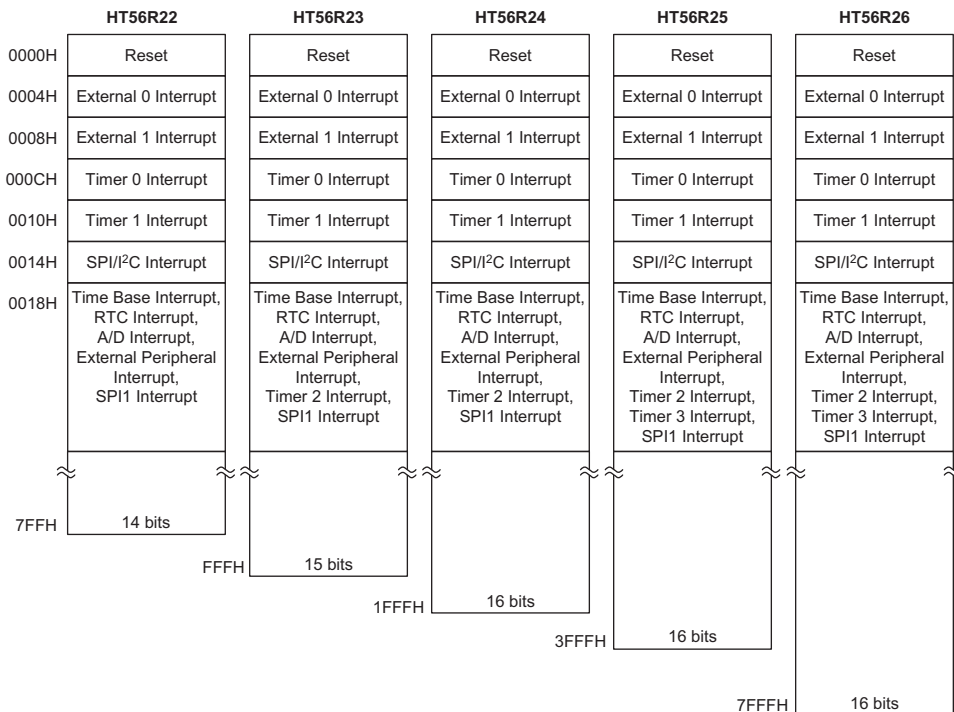 HT56R22 HT56R23 HT56R24 HT56R25 HT56R26
0000H Reset Reset Reset Reset Reset
0004H External 0 Interrupt External 0 Interrupt External 0 Interrupt External 0 Interrupt External 0 Interrupt
0008H External 1 Interrupt External 1 Interrupt External 1 Interrupt External 1 Interrupt External 1 Interrupt
000CH Timer 0 Interrupt Timer 0 Interrupt Timer 0 Interrupt Timer 0 Interrupt Timer 0 Interrupt
0010H Timer 1 Interrupt Timer 1 Interrupt Timer 1 Interrupt Timer 1 Interrupt Timer 1 Interrupt
0014H SPI/I²C Interrupt SPI/I²C Interrupt SPI/I²C Interrupt SPI/I²C Interrupt SPI/I²C Interrupt
0018H Time Base Interrupt, Time Base Interrupt, Time Base Interrupt, Time Base Interrupt, Time Base Interrupt,
RTC Interrupt, RTC Interrupt, RTC Interrupt, RTC Interrupt, RTC Interrupt,
A/D Interrupt, A/D Interrupt, A/D Interrupt, A/D Interrupt, A/D Interrupt,
External Peripheral External Peripheral External Peripheral External Peripheral External Peripheral
Interrupt, Interrupt, Interrupt, Interrupt, Interrupt,
SPI1 Interrupt Timer 2 Interrupt, Timer 2 Interrupt, Timer 2 Interrupt, Timer 2 Interrupt,
SPI1 Interrupt SPI1 Interrupt Timer 3 Interrupt, Timer 3 Interrupt,
SPI1 Interrupt SPI1 Interrupt
7FFH 14 bits
FFFH 15 bits
1FFFH 16 bits
3FFFH 16 bits
7FFFH 16 bits